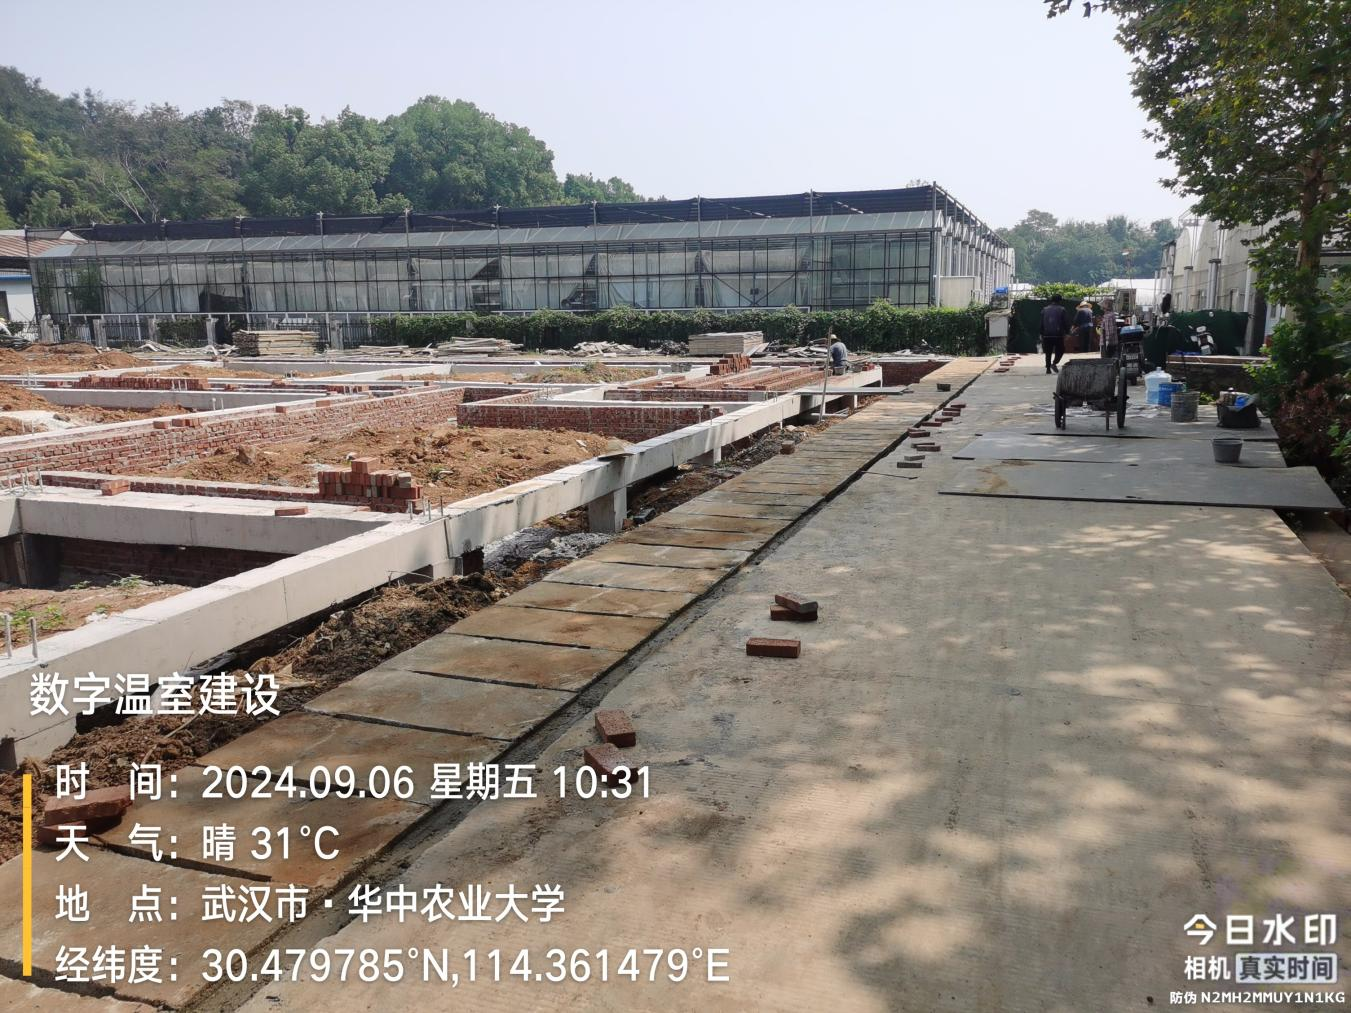 数字温室建设
时 间：2024.09.06 星期五 10:31
天 气：晴 31℃
地 点：武汉市·华中农业大学
经纬度：30.479785°N,114.361479°E
今日水印
相机 真实时间
防伪 N2MH2MMUY1N1KG